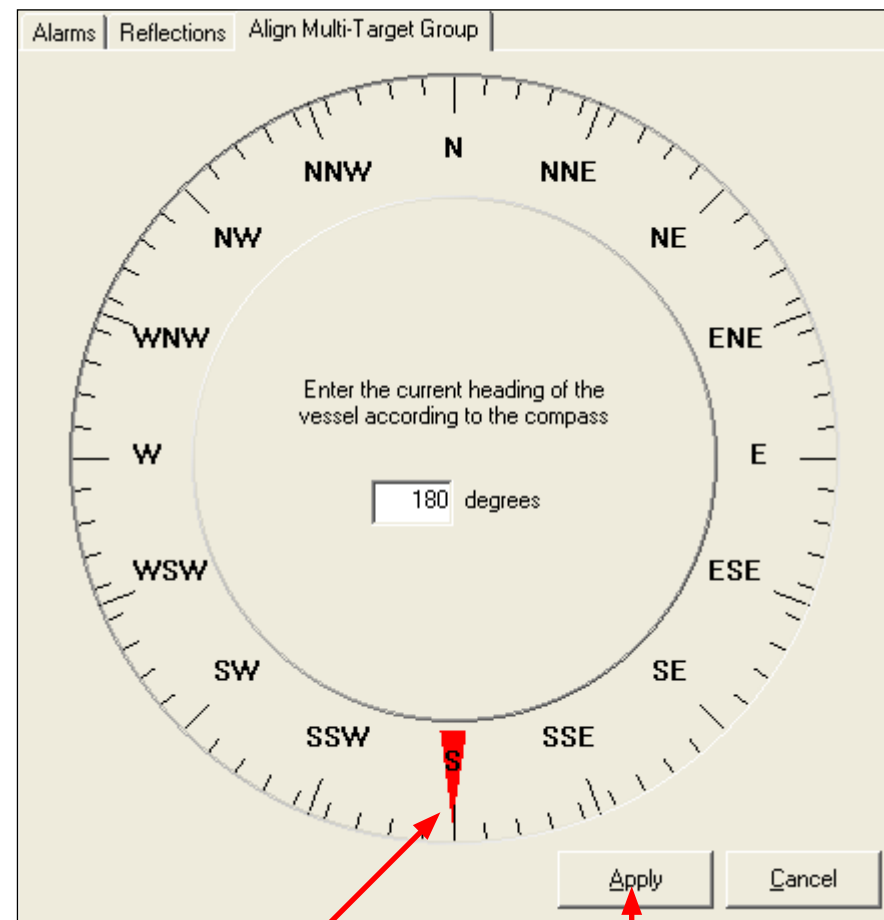 Alarms Reflections Align Multi-Target Group
N
NNW NNE
NW NE
WNW ENE
Enter the current heading of the
vessel according to the compass
W E
180 degrees
WSW ESE
SW SE
SSW SSE
S
Apply Cancel